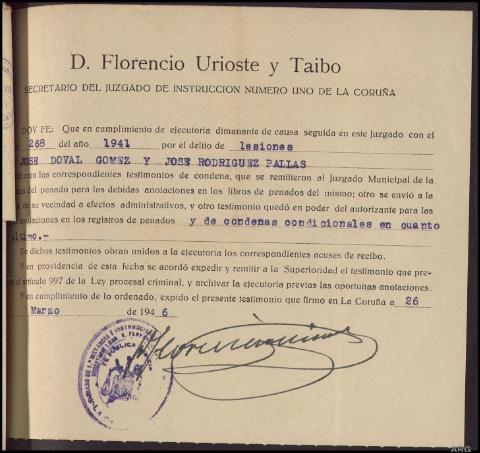 D. Florencio Urioste y Taibo
SECRETARIO DEL JUZGADO DE INSTRUCCION NUMERO UNO DE LA CORUÑA
DOY FE: Que en cumplimiento de ejecutoria dimanante de causa seguida en este juzgado con el
268 del año 1941 por el delito de lesiones
JOSE DOVAL GOMEZ Y JOSE RODRIGUEZ PALLAS
los correspondientes testimonios de condena, que se remitieron al Juzgado Municipal de la
del penado para las debidas anotaciones en los libros de penados del mismo; otro se envió a la
de su vecindad a efectos administrativos, y otro testimonio quedó en poder del autorizante para las
anotaciones en los registros de penados y de condenas condicionales en cuanto
ultimo.-
De dichos testimonios obran unidos a la ejecutoria los correspondientes acuses de recibo.
Y en providencia de esta fecha se acordó expedir y remitir a la Superioridad el testimonio que pre-
el artículo 997 de la Ley procesal criminal, y archivar la ejecutoria previas las oportunas anotaciones.
Y en cumplimiento de lo ordenado, expido el presente testimonio que firmo en La Coruña a 26
Marzo de 1946
ARG